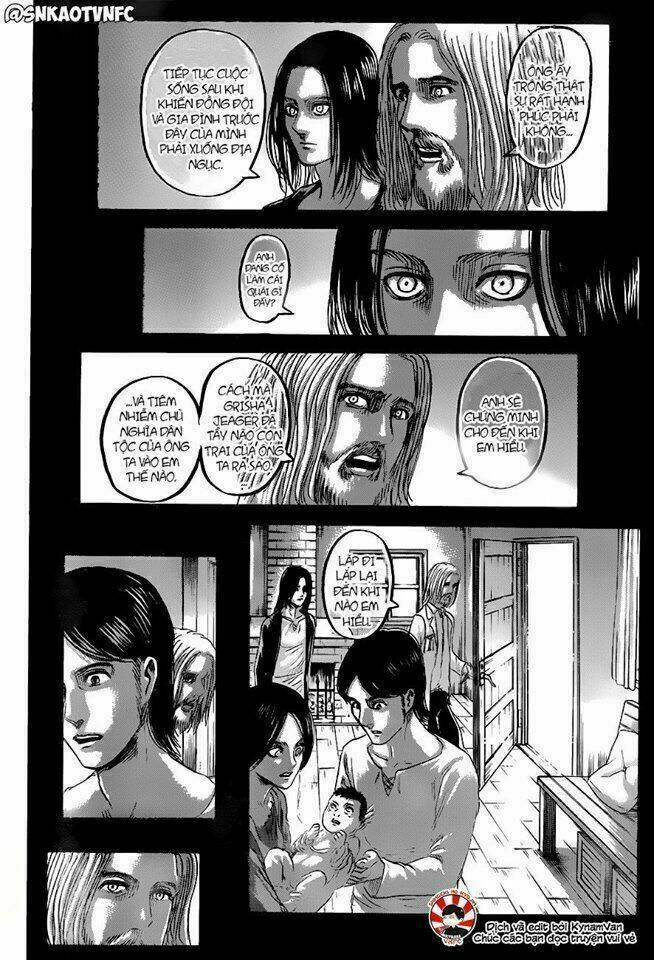 @SNKAOTVNFC
ÔNG ẤY
TRÔNG THẬT
SỰ RẤT HẠNH
PHÚC PHẢI
KHÔNG...
TIẾP TỤC CUỘC
SỐNG SAU KHI
KHIẾN ĐỒNG ĐỘI
VÀ GIA ĐÌNH TRƯỚC
ĐÂY CỦA MÌNH
PHẢI XUỐNG ĐỊA
NGỤC.
ANH
ĐANG CỐ
LÀM CÁI
QUÁI GÌ
ĐẤY?
ANH SẼ
CHỨNG MINH
CHO ĐẾN KHI
EM HIỂU.
CÁCH MÀ
GRISHA
JEAGER ĐÃ
TẨY NÃO CON
TRAI CỦA ÔNG
TA RA SAO.
...VÀ TIÊM
NHIỄM CHỦ
NGHĨA DÂN
TỘC CỦA ÔNG
TA VÀO EM
THẾ NÀO.
LẶP ĐI
LẶP LẠI
ĐẾN KHI
NÀO EM
HIỂU.
Dịch và edit bởi KynamVan
Chúc các bạn đọc truyện vui vẻ